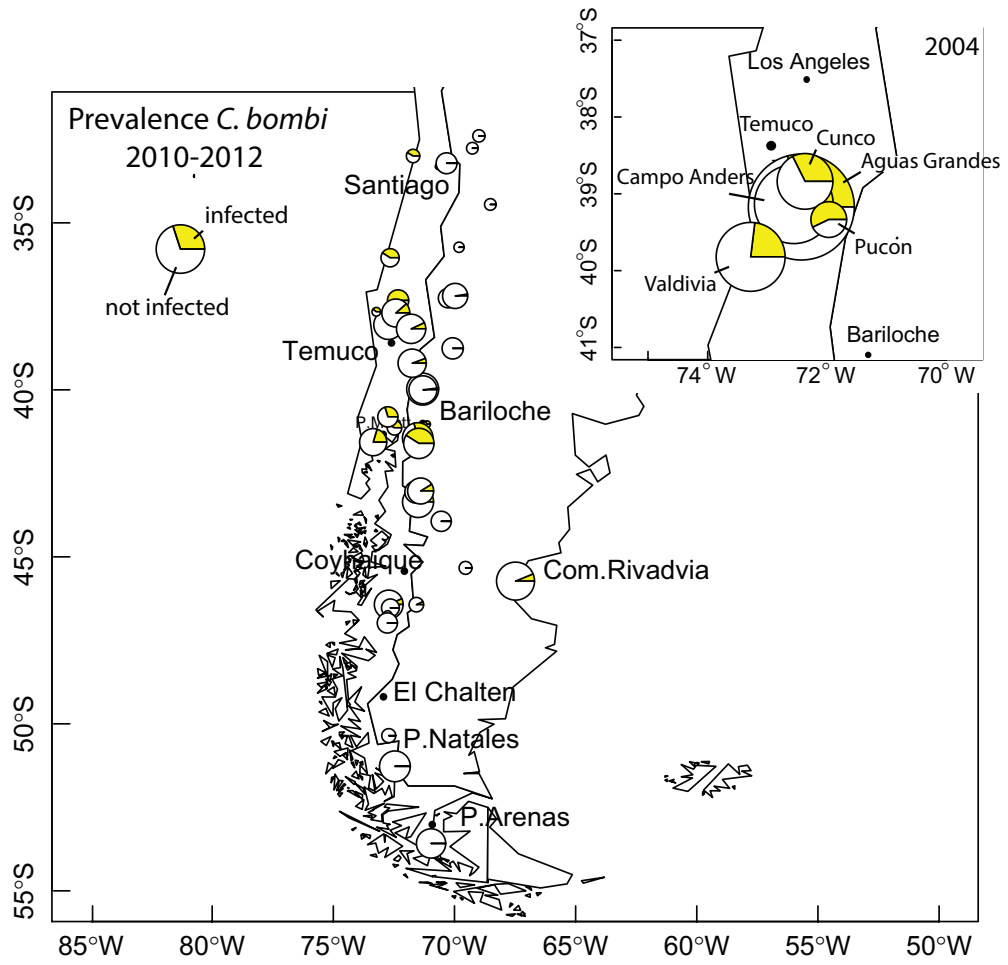 Prevalence C. bombi
2010-2012
infected
not infected
Santiago
Temuco
Bariloche
Coyhaique
Com.Rivadvia
El Chalten
P.Natales
P.Arenas
35°S
40°S
45°S
50°S
55°S
85°W 80°W 75°W 70°W 65°W 60°W 55°W 50°W
2004
Los Angeles
Temuco
Cunco
Aguas Grandes
Campo Anders
Pucón
Valdivia
Bariloche
37°S
38°S
39°S
40°S
41°S
74°W 72°W 70°W